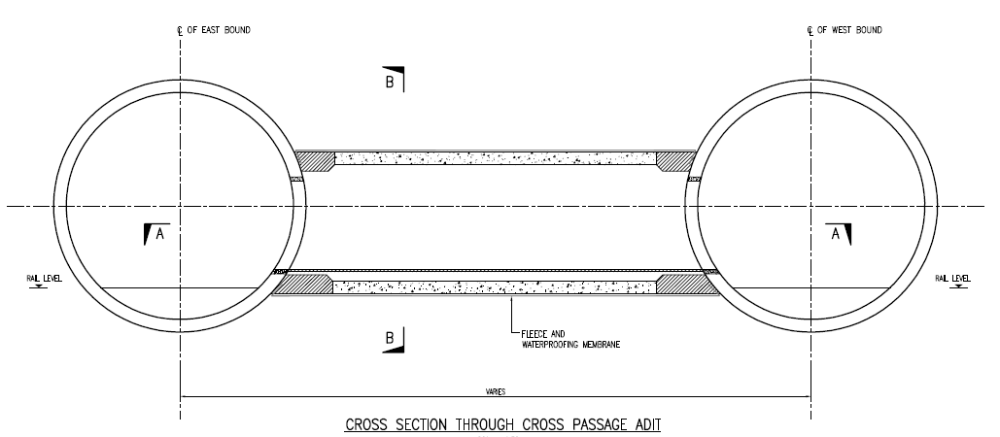 ℄ OF EAST BOUND
℄ OF WEST BOUND
B
A
A
RAIL LEVEL
RAIL LEVEL
B
FLEECE AND
WATERPROOFING MEMBRANE
VARIES
CROSS SECTION THROUGH CROSS PASSAGE ADIT